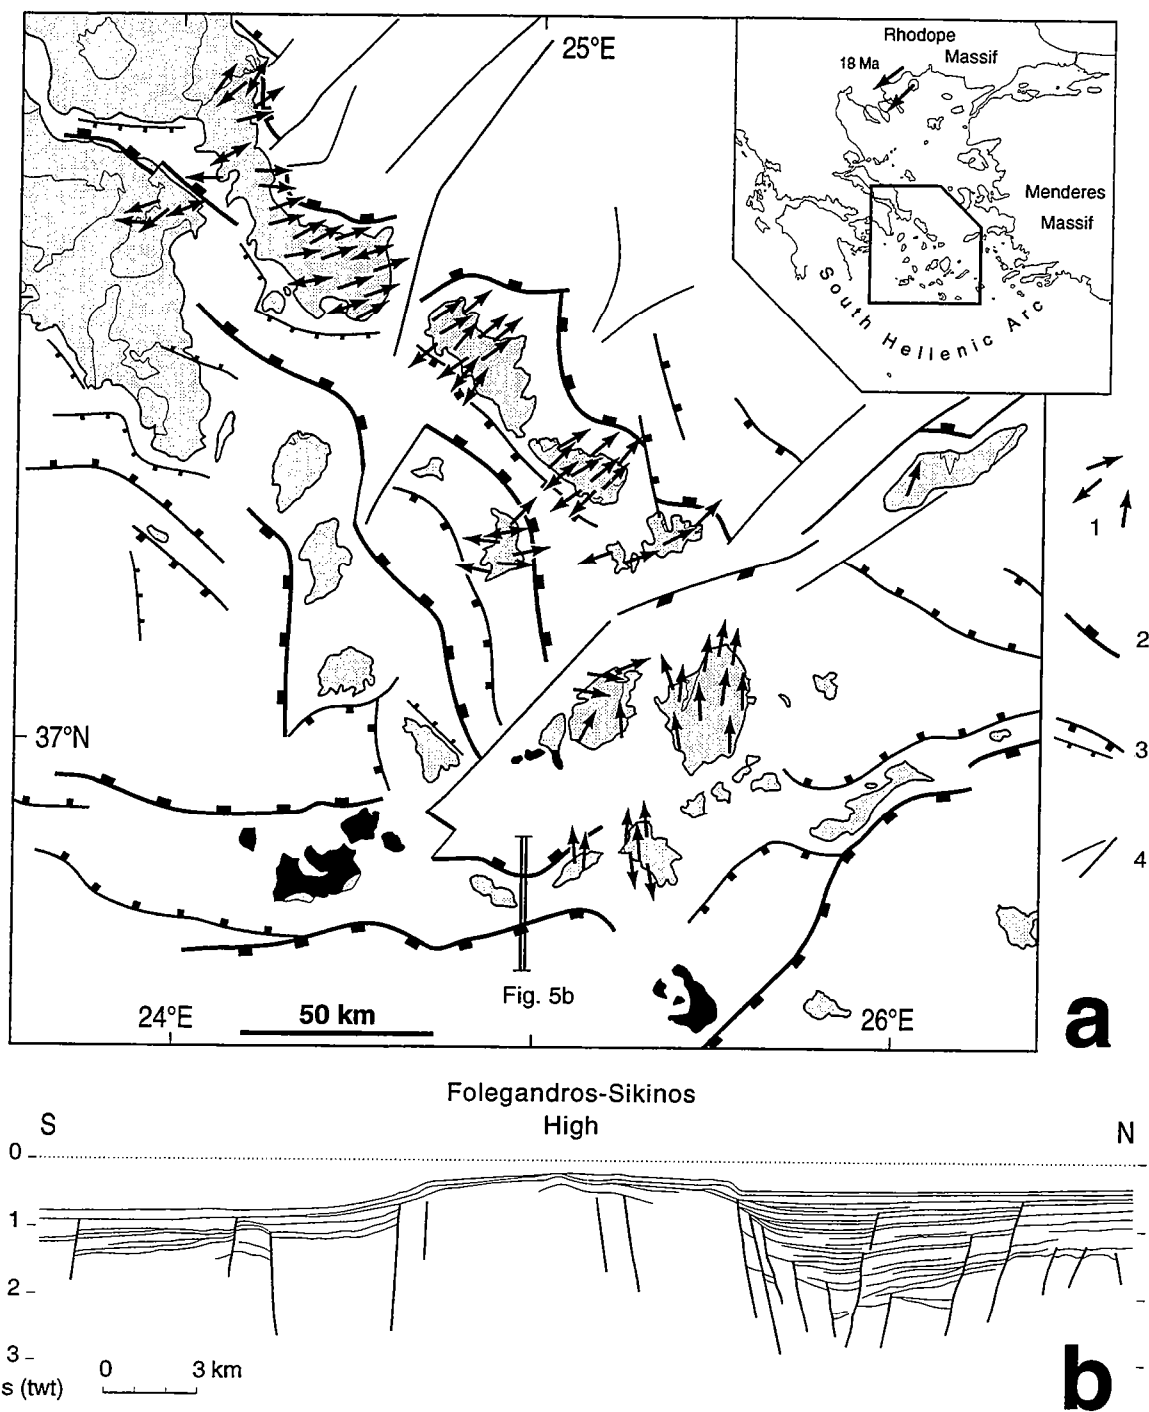 25°E
Rhodope
Massif
18 Ma
Menderes
Massif
South Hellenic Arc
1
2
37°N
3
4
Fig. 5b
24°E
50 km
26°E
a
Folegandros-Sikinos
High
S
N
0
1
2
3
s (twt)
0 3 km
b